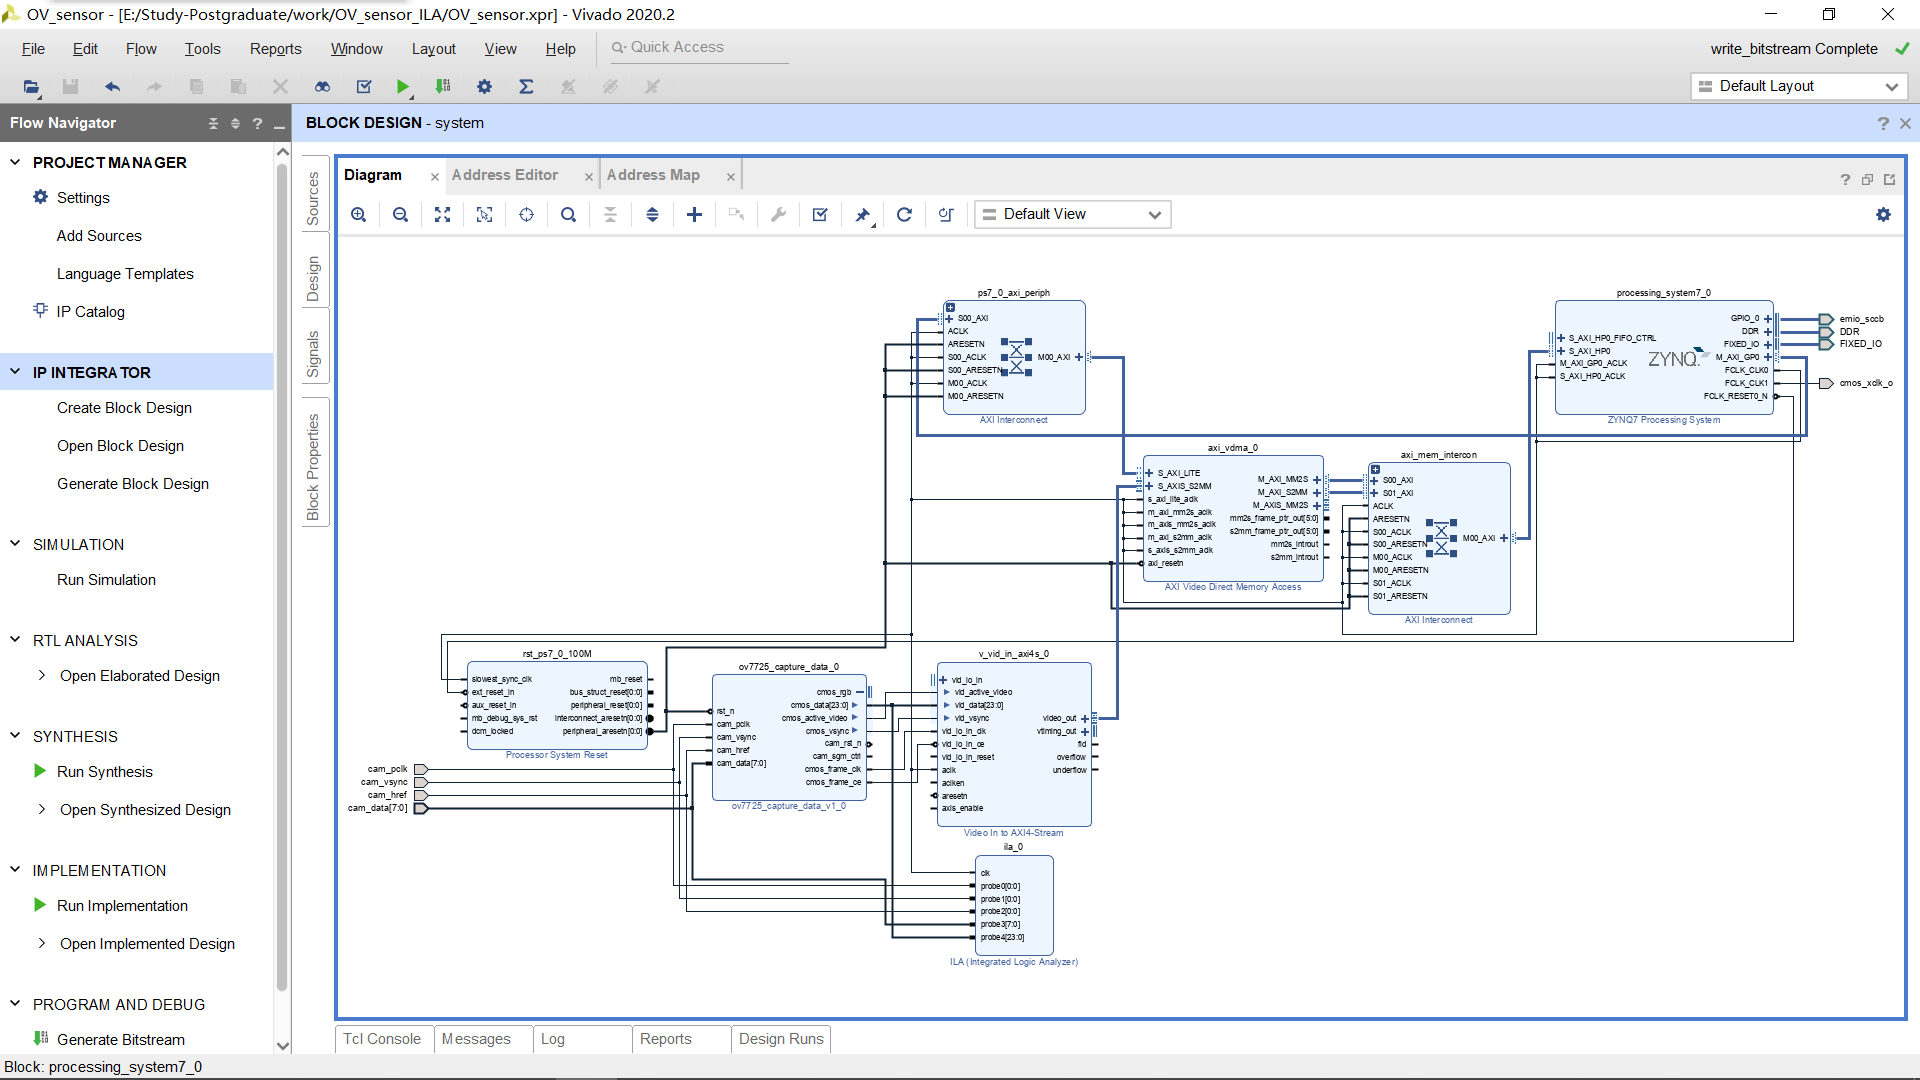 OV_sensor - [E:/Study-Postgraduate/work/OV_sensor_ILA/OV_sensor.xpr] - Vivado 2020.2
File Edit Flow Tools Reports Window Layout View Help Quick Access
write_bitstream Complete
Default Layout
Flow Navigator
PROJECT MANAGER
Settings
Add Sources
Language Templates
IP Catalog
IP INTEGRATOR
Create Block Design
Open Block Design
Generate Block Design
SIMULATION
Run Simulation
RTL ANALYSIS
Open Elaborated Design
SYNTHESIS
Run Synthesis
Open Synthesized Design
IMPLEMENTATION
Run Implementation
Open Implemented Design
PROGRAM AND DEBUG
Generate Bitstream
BLOCK DESIGN - system
Sources
Design
Signals
Block Properties
Diagram
Address Editor
Address Map
Default View
ps7_0_axi_periph
S00_AXI
ACLK
ARESETN
S00_ACLK
S00_ARESETN
M00_ACLK
M00_ARESETN
M00_AXI
AXI Interconnect
processing_system7_0
S_AXI_HP0_FIFO_CTRL
S_AXI_HP0
M_AXI_GP0_ACLK
S_AXI_HP0_ACLK
ZYNQ
GPIO_0
DDR
FIXED_IO
M_AXI_GP0
FCLK_CLK0
FCLK_CLK1
FCLK_RESET0_N
ZYNQ7 Processing System
emio_sccb
DDR
FIXED_IO
cmos_xclk_o
axi_vdma_0
S_AXI_LITE
S_AXIS_S2MM
s_axi_lite_aclk
m_axi_mm2s_aclk
m_axis_mm2s_aclk
m_axi_s2mm_aclk
s_axis_s2mm_aclk
axi_resetn
M_AXI_MM2S
M_AXI_S2MM
M_AXIS_MM2S
mm2s_frame_ptr_out[5:0]
s2mm_frame_ptr_out[5:0]
mm2s_introut
s2mm_introut
AXI Video Direct Memory Access
axi_mem_intercon
S00_AXI
S01_AXI
ACLK
ARESETN
S00_ACLK
S00_ARESETN
M00_ACLK
M00_ARESETN
S01_ACLK
S01_ARESETN
M00_AXI
AXI Interconnect
rst_ps7_0_100M
slowest_sync_clk
ext_reset_in
aux_reset_in
mb_debug_sys_rst
dcm_locked
mb_reset
bus_struct_reset[0:0]
peripheral_reset[0:0]
interconnect_aresetn[0:0]
peripheral_aresetn[0:0]
Processor System Reset
cam_pclk
cam_vsync
cam_href
cam_data[7:0]
ov7725_capture_data_0
rst_n
cam_pclk
cam_vsync
cam_href
cam_data[7:0]
cmos_rgb
cmos_data[23:0]
cmos_active_video
cmos_vsync
cam_rst_n
cam_sgm_ctrl
cmos_frame_clk
cmos_frame_ce
ov7725_capture_data_v1_0
v_vid_in_axi4s_0
vid_io_in
vid_active_video
vid_data[23:0]
vid_vsync
vid_io_in_clk
vid_io_in_ce
vid_io_in_reset
aclk
aclken
aresetn
axis_enable
video_out
vtiming_out
fid
overflow
underflow
Video In to AXI4-Stream
ila_0
clk
probe0[0:0]
probe1[0:0]
probe2[0:0]
probe3[7:0]
probe4[23:0]
ILA (Integrated Logic Analyzer)
Tcl Console Messages Log Reports Design Runs
Block: processing_system7_0